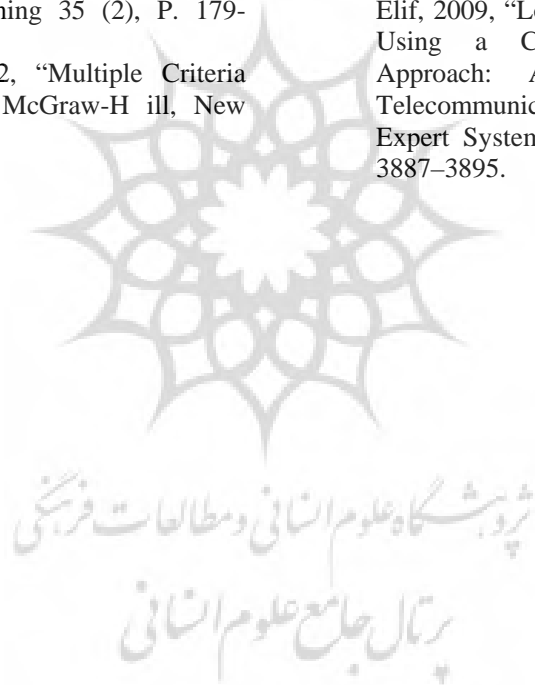 ning 35 (2), P. 179-
2, “Multiple Criteria
McGraw-H ill, New
Elif, 2009, “Le
Using a C
Approach: A
Telecommunic
Expert System
3887–3895.
پژوهشگاه علوم انسانی و مطالعات فرهنگی
پرتال جامع علوم انسانی